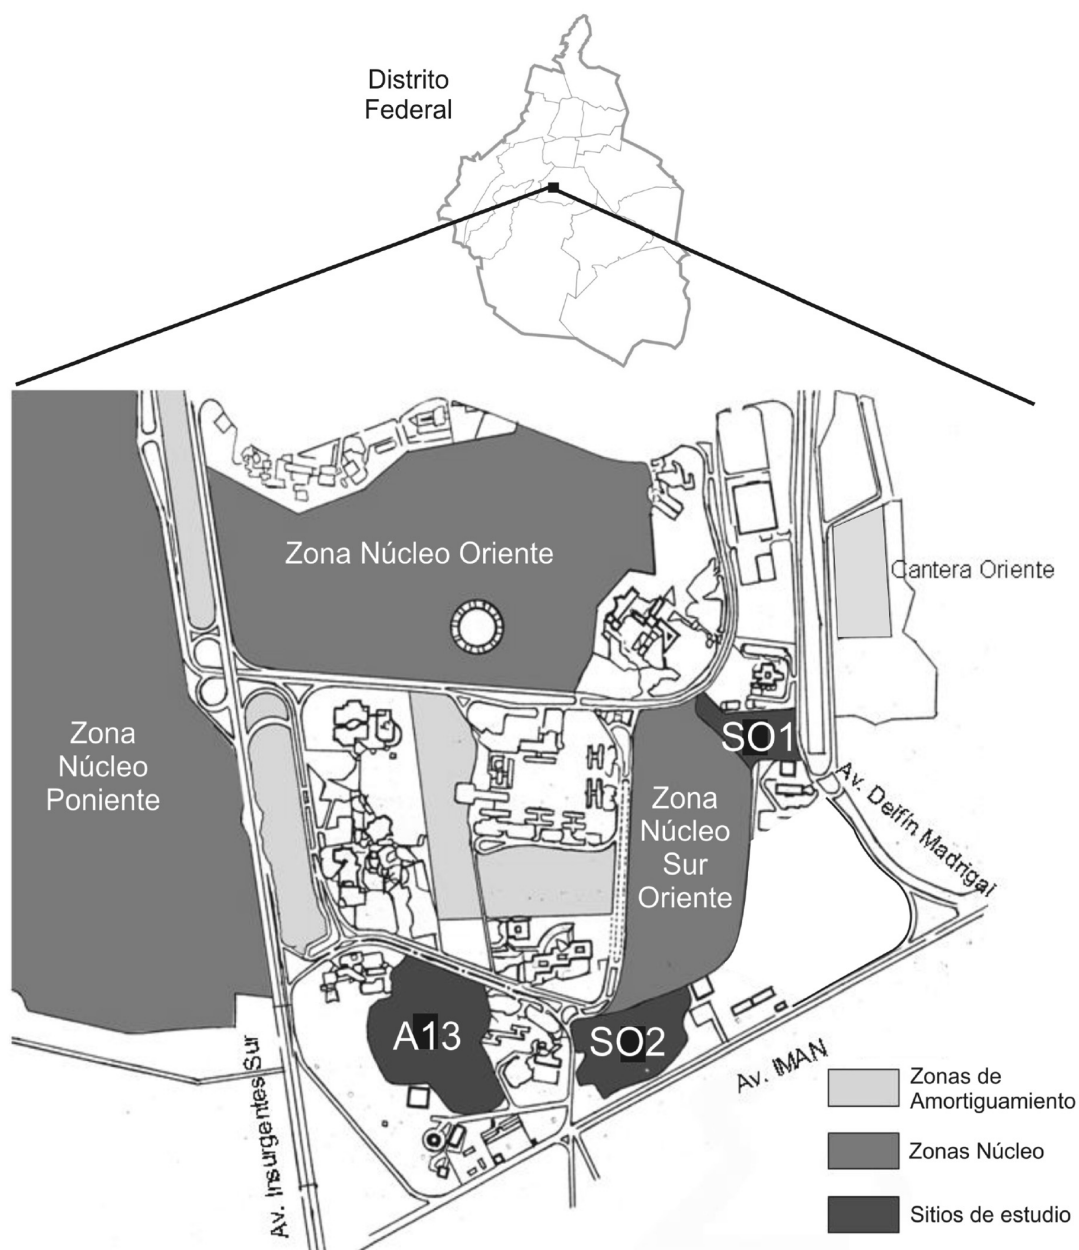 Distrito
Federal
Zona Núcleo Oriente
Cantera Oriente
Zona
Núcleo
Poniente
SO1
Av. Delfín Madrigal
Zona
Núcleo
Sur
Oriente
A13
SO2
Av. IMAN
Av. Insurgentes Sur
Zonas de
Amortiguamiento
Zonas Núcleo
Sitios de estudio